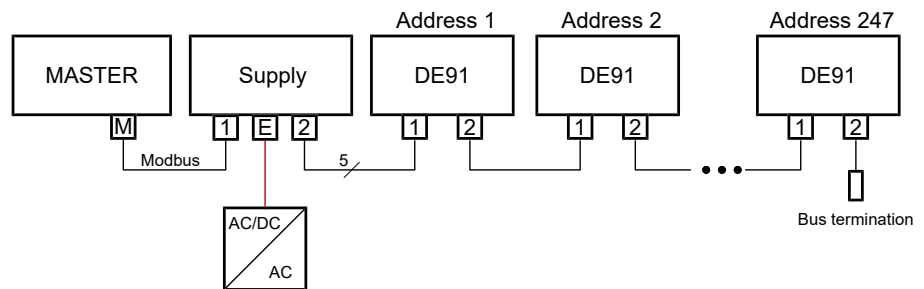 Address 1 Address 2 Address 247
MASTER Supply DE91 DE91 DE91
M 1 E 2 1 2 1 2 1 2
Modbus 5
AC/DC
AC
Bus termination